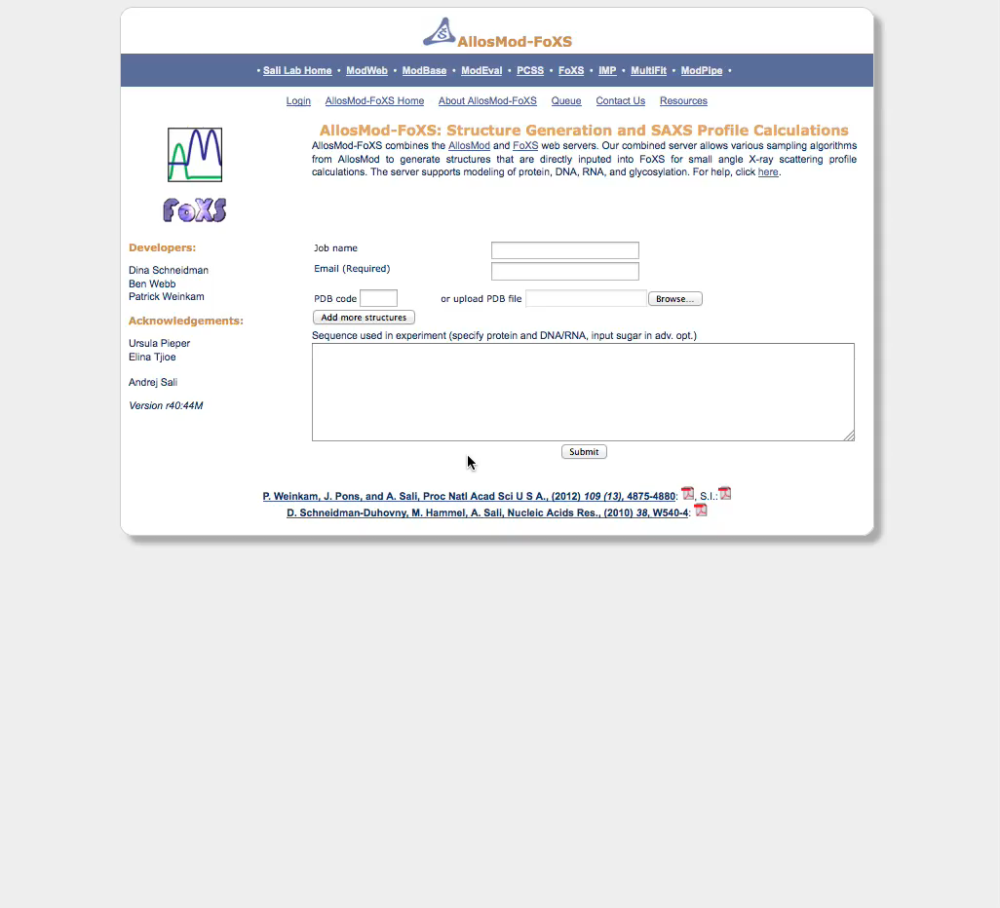 AllosMod-FoXS
• Sali Lab Home • ModWeb • ModBase • ModEval • PCSS • FoXS • IMP • MultiFit • ModPipe •
Login AllosMod-FoXS Home About AllosMod-FoXS Queue Contact Us Resources
AllosMod-FoXS: Structure Generation and SAXS Profile Calculations
AllosMod-FoXS combines the AllosMod and FoXS web servers. Our combined server allows various sampling algorithms
from AllosMod to generate structures that are directly inputed into FoXS for small angle X-ray scattering profile
calculations. The server supports modeling of protein, DNA, RNA, and glycosylation. For help, click here.
FoXS
Developers:
Dina Schneidman
Ben Webb
Patrick Weinkam
Acknowledgements:
Ursula Pieper
Elina Tjioe
Andrej Sali
Version r40:44M
Job name
Email (Required)
PDB code or upload PDB file Browse...
Add more structures
Sequence used in experiment (specify protein and DNA/RNA, input sugar in adv. opt.)
Submit
P. Weinkam, J. Pons, and A. Sali, Proc Natl Acad Sci U S A., (2012) 109 (13), 4875-4880: , S.I.:
D. Schneidman-Duhovny, M. Hammel, A. Sali, Nucleic Acids Res., (2010) 38, W540-4: